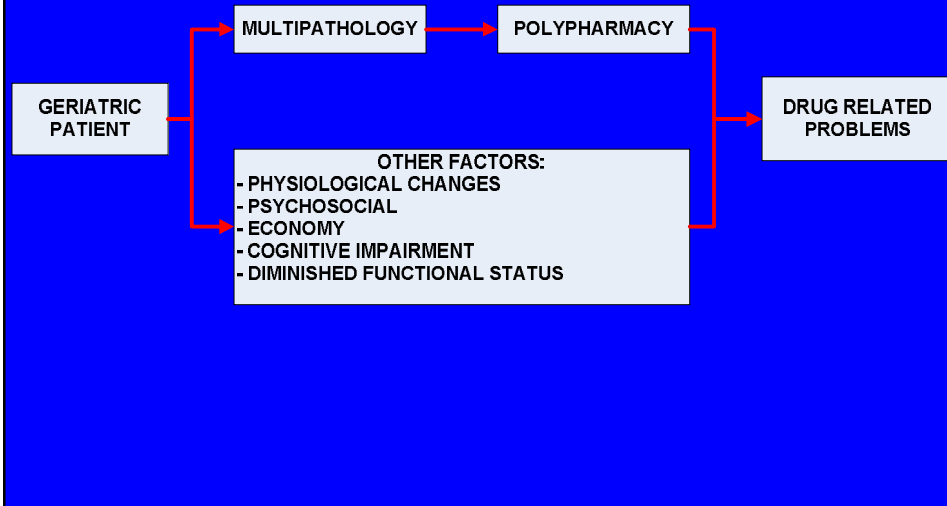 GERIATRIC
PATIENT
MULTIPATHOLOGY
POLYPHARMACY
OTHER FACTORS:
- PHYSIOLOGICAL CHANGES
- PSYCHOSOCIAL
- ECONOMY
- COGNITIVE IMPAIRMENT
- DIMINISHED FUNCTIONAL STATUS
DRUG RELATED
PROBLEMS